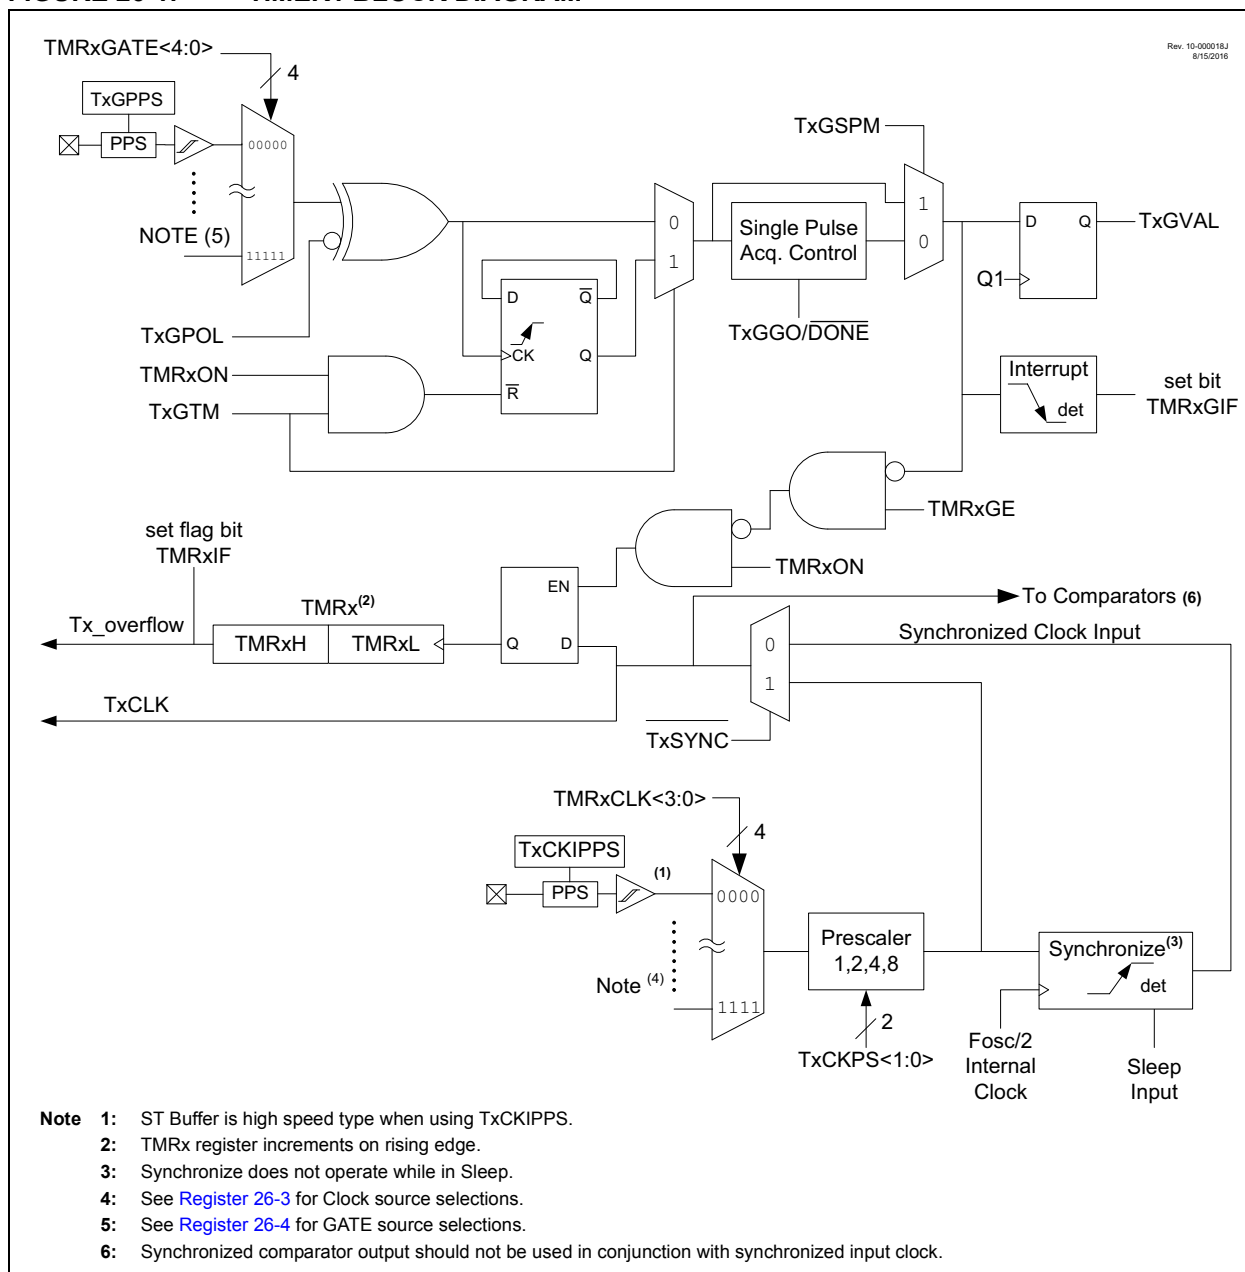 TMRxGATE<4:0>
Rev. 10-000018J
8/15/2016
4
TxGPPS
PPS
00000
NOTE (5)
11111
TxGPOL
TMRxON
TxGTM
D
Q
CK
Q
R
0
1
TxGSPM
Single Pulse
Acq. Control
TxGGO/DONE
1
0
D
Q
Q1
TxGVAL
Interrupt
det
set bit
TMRxGIF
TMRxGE
TMRxON
set flag bit
TMRxIF
TMRx(2)
Tx_overflow
TMRxH
TMRxL
EN
Q
D
To Comparators (6)
Synchronized Clock Input
0
1
TxCLK
TxSYNC
TMRxCLK<3:0>
4
TxCKIPPS
PPS
(1)
0000
Note (4)
1111
Prescaler
1,2,4,8
2
TxCKPS<1:0>
Synchronize(3)
det
Fosc/2
Internal
Clock
Sleep
Input
Note 1: ST Buffer is high speed type when using TxCKIPPS.
2: TMRx register increments on rising edge.
3: Synchronize does not operate while in Sleep.
4: See Register 26-3 for Clock source selections.
5: See Register 26-4 for GATE source selections.
6: Synchronized comparator output should not be used in conjunction with synchronized input clock.